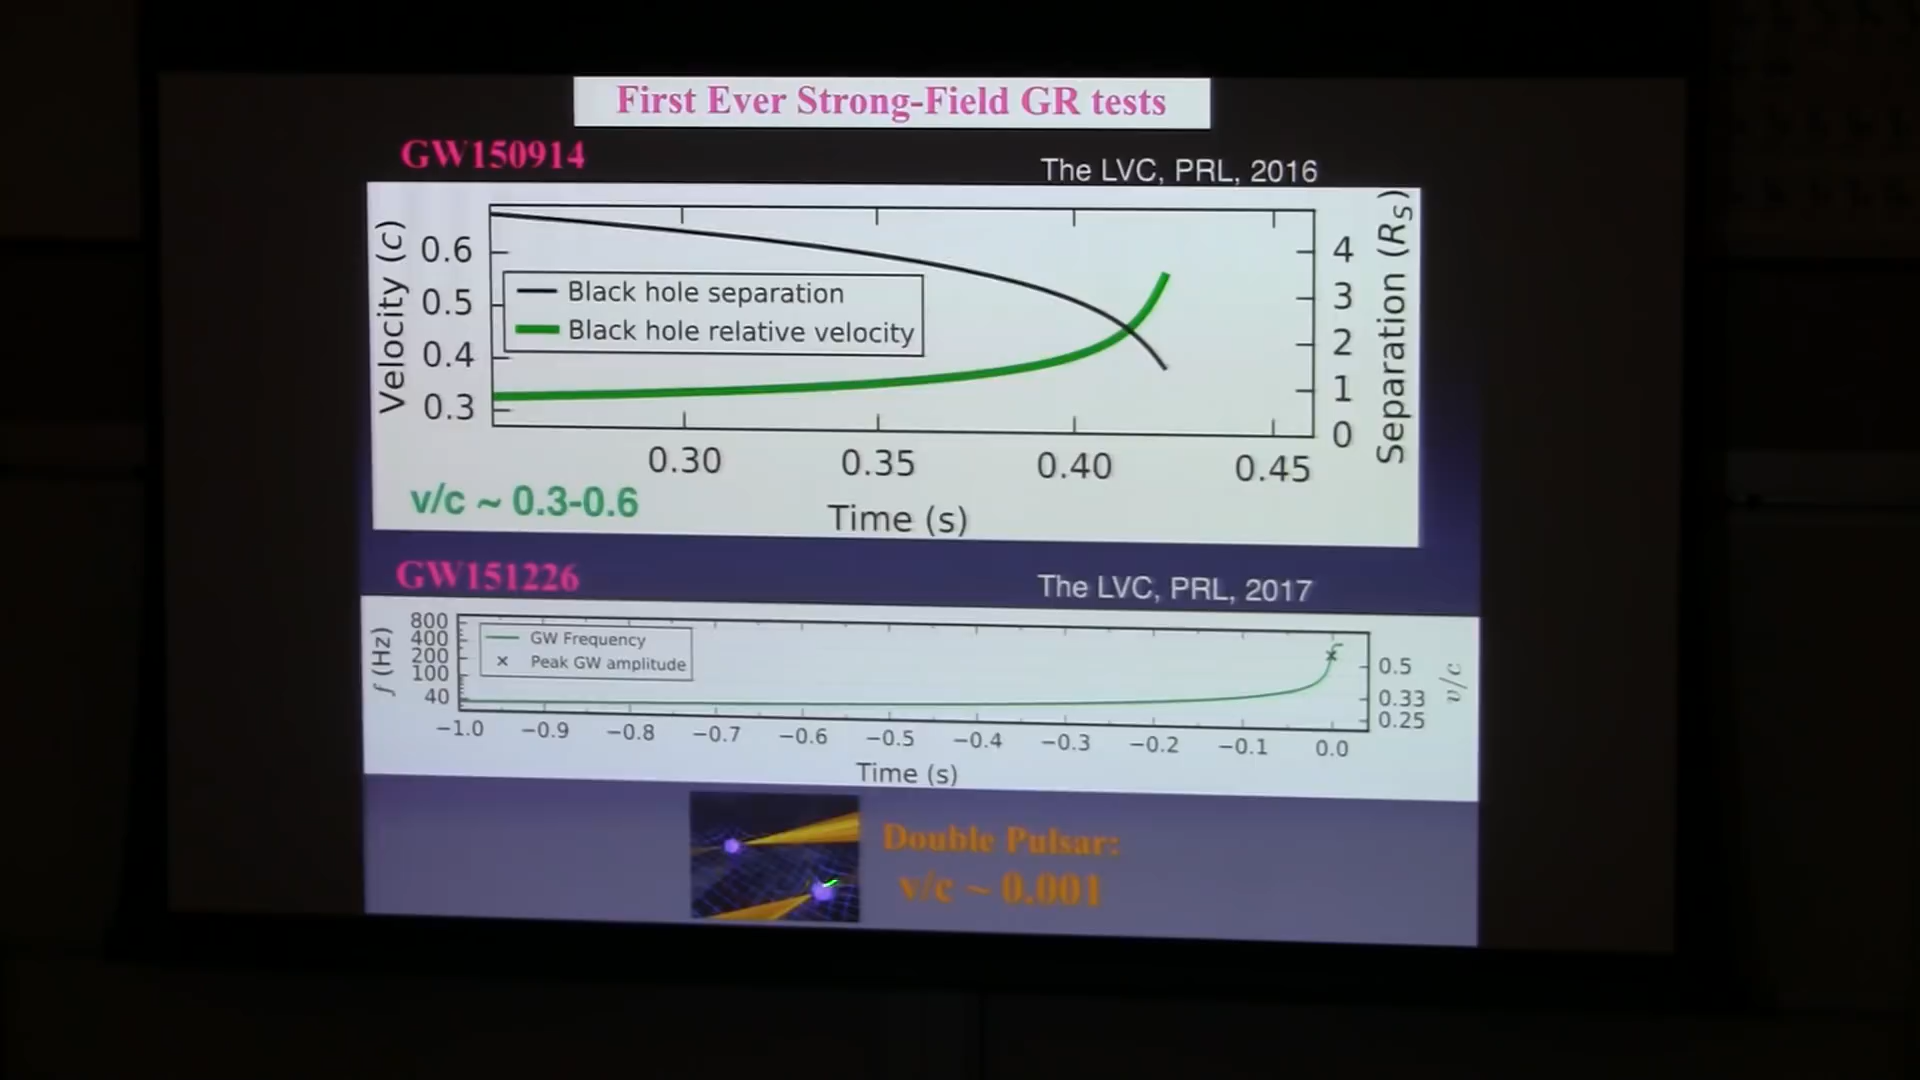 First Ever Strong-Field GR tests
GW150914
The LVC, PRL, 2016
Velocity (c)
0.6
0.5
0.4
0.3
Black hole separation
Black hole relative velocity
4
3
2
1
0
Separation (RS)
0.30 0.35 0.40 0.45
Time (s)
v/c ~ 0.3-0.6
GW151226
The LVC, PRL, 2017
f (Hz)
800
400
200
100
40
GW Frequency
Peak GW amplitude
0.5
0.33
0.25
v/c
−1.0 −0.9 −0.8 −0.7 −0.6 −0.5 −0.4 −0.3 −0.2 −0.1 0.0
Time (s)
Double Pulsar:
v/c ~ 0.001